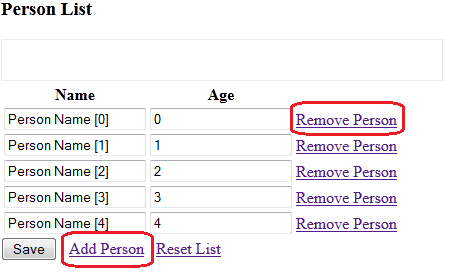 Person List
Name Age
Person Name [0] 0 Remove Person
Person Name [1] 1 Remove Person
Person Name [2] 2 Remove Person
Person Name [3] 3 Remove Person
Person Name [4] 4 Remove Person
Save Add Person Reset List